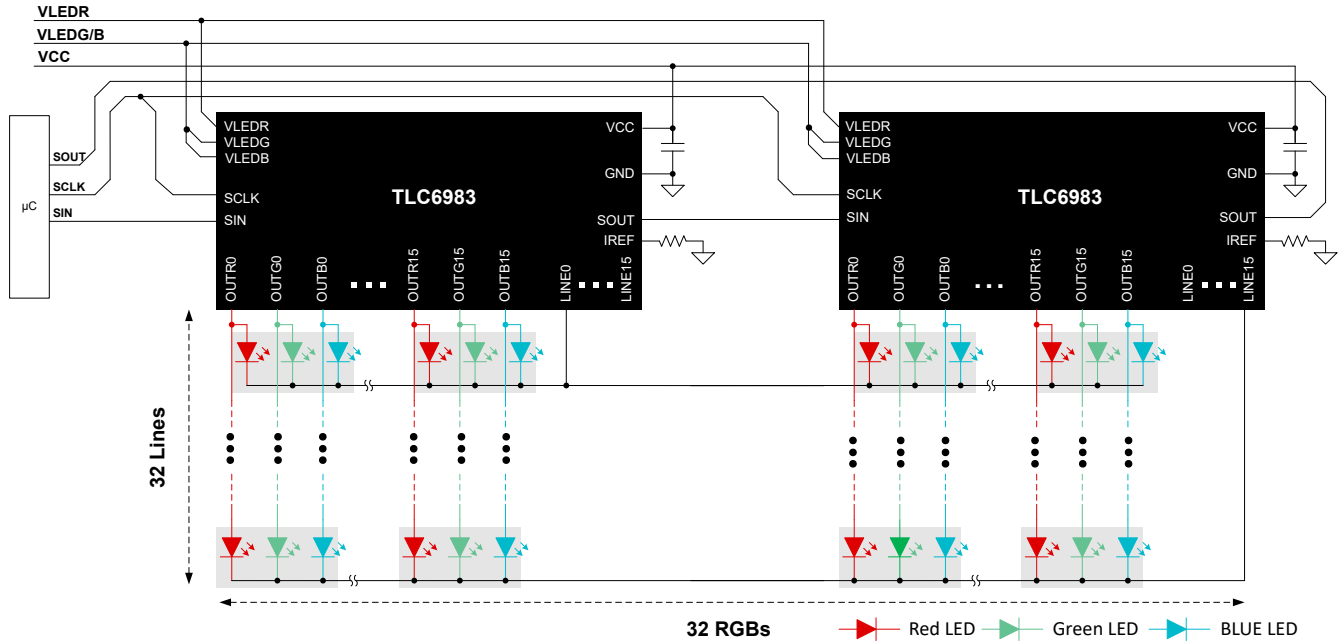 VLEDR
VLEDG/B
VCC
µC
SOUT
SCLK
SIN
VLEDR
VLEDG
VLEDB
SCLK
SIN
TLC6983
VCC
GND
SOUT
IREF
OUTR0
OUTG0
OUTB0
OUTR15
OUTG15
OUTB15
LINE0
LINE15
VLEDR
VLEDG
VLEDB
SCLK
SIN
TLC6983
VCC
GND
SOUT
IREF
OUTR0
OUTG0
OUTB0
OUTR15
OUTG15
OUTB15
LINE0
LINE15
32 Lines
32 RGBs
Red LED
Green LED
BLUE LED